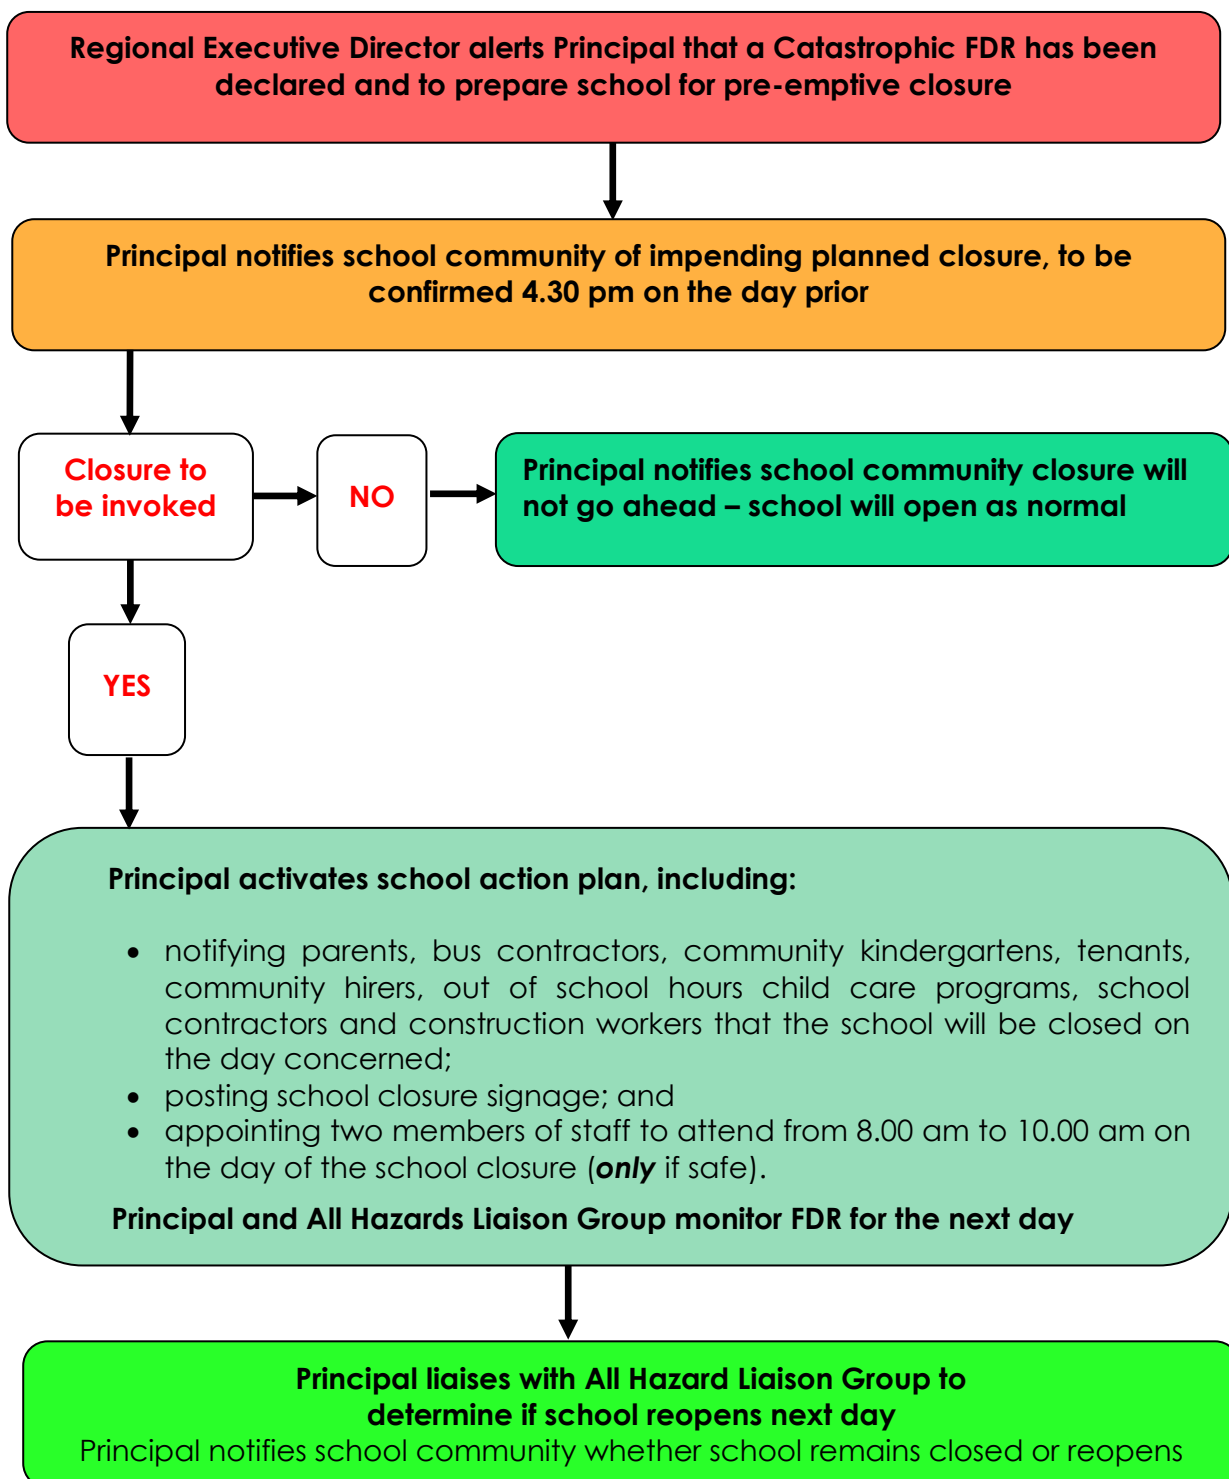 Regional Executive Director alerts Principal that a Catastrophic FDR has been
declared and to prepare school for pre-emptive closure
Principal notifies school community of impending planned closure, to be
confirmed 4.30 pm on the day prior
Closure to
be invoked
NO
Principal notifies school community closure will
not go ahead – school will open as normal
YES
Principal activates school action plan, including:
• notifying parents, bus contractors, community kindergartens, tenants,
community hirers, out of school hours child care programs, school
contractors and construction workers that the school will be closed on
the day concerned;
• posting school closure signage; and
• appointing two members of staff to attend from 8.00 am to 10.00 am on
the day of the school closure (only if safe).
Principal and All Hazards Liaison Group monitor FDR for the next day
Principal liaises with All Hazard Liaison Group to
determine if school reopens next day
Principal notifies school community whether school remains closed or reopens